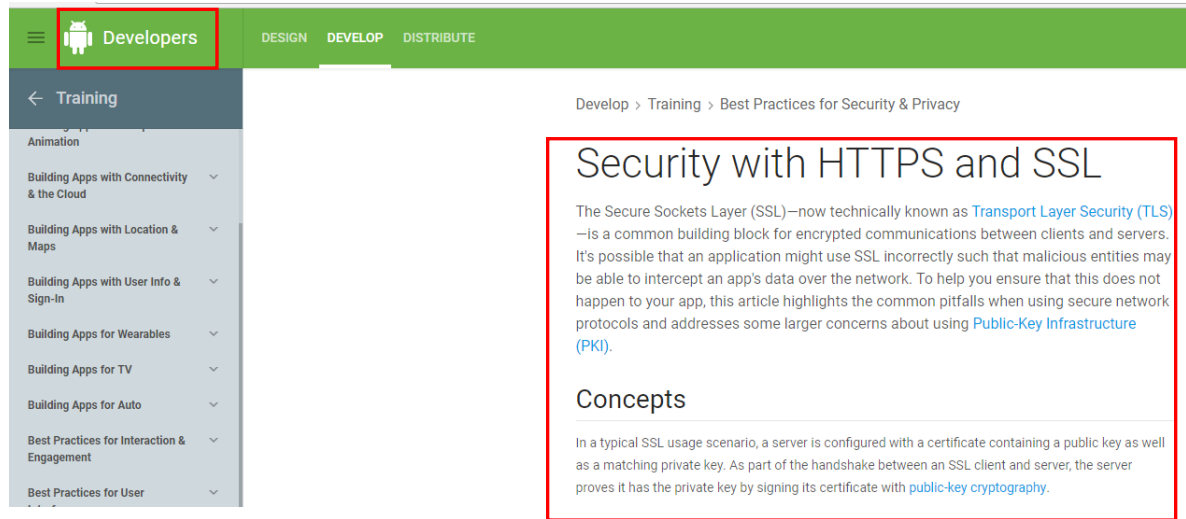 Developers
DESIGN DEVELOP DISTRIBUTE
Training
Animation
Building Apps with Connectivity
& the Cloud
Building Apps with Location &
Maps
Building Apps with User Info &
Sign-In
Building Apps for Wearables
Building Apps for TV
Building Apps for Auto
Best Practices for Interaction &
Engagement
Best Practices for User
Develop > Training > Best Practices for Security & Privacy
Security with HTTPS and SSL
The Secure Sockets Layer (SSL)—now technically known as Transport Layer Security (TLS)
—is a common building block for encrypted communications between clients and servers.
It's possible that an application might use SSL incorrectly such that malicious entities may
be able to intercept an app's data over the network. To help you ensure that this does not
happen to your app, this article highlights the common pitfalls when using secure network
protocols and addresses some larger concerns about using Public-Key Infrastructure
(PKI).
Concepts
In a typical SSL usage scenario, a server is configured with a certificate containing a public key as well
as a matching private key. As part of the handshake between an SSL client and server, the server
proves it has the private key by signing its certificate with public-key cryptography.